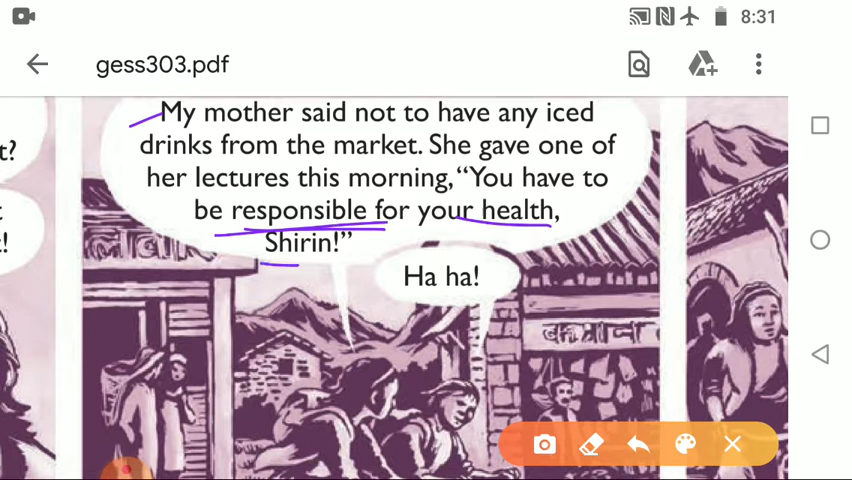 8:31
gess303.pdf
t?
!
My mother said not to have any iced
drinks from the market. She gave one of
her lectures this morning, “You have to
be responsible for your health,
Shirin!”
Ha ha!